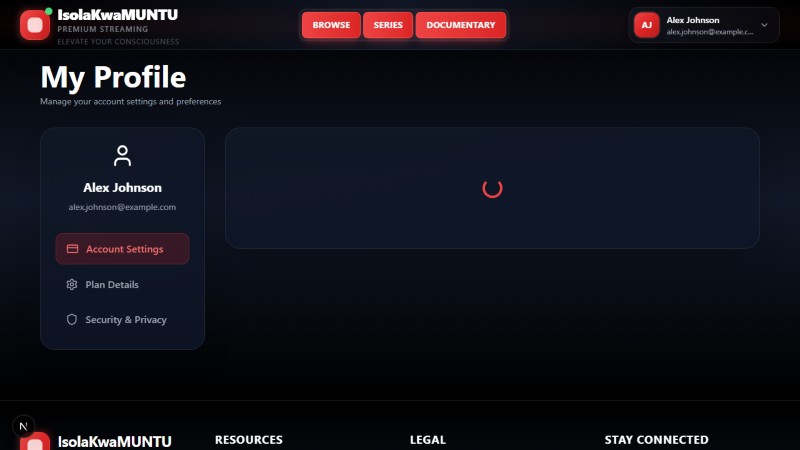 IsolaKwaMUNTU
PREMIUM STREAMING
ELEVATE YOUR CONSCIOUSNESS
BROWSE
SERIES
DOCUMENTARY
AJ
Alex Johnson
alex.johnson@example.c...
My Profile
Manage your account settings and preferences
Alex Johnson
alex.johnson@example.com
Account Settings
Plan Details
Security & Privacy
N
IsolaKwaMUNTU
RESOURCES
LEGAL
STAY CONNECTED